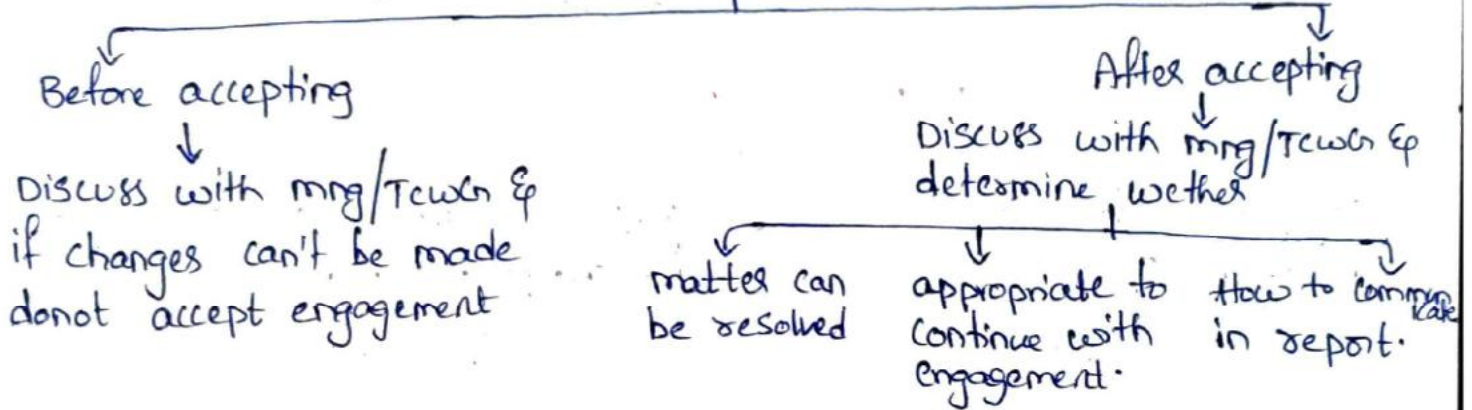 Before accepting
Discuss with mng/TCWG &
if changes can't be made
donot accept engagement
After accepting
Discuss with mng/TCWG &
determine wether
matter can
be resolved
appropriate to
continue with
engagement.
How to communicate
in report.